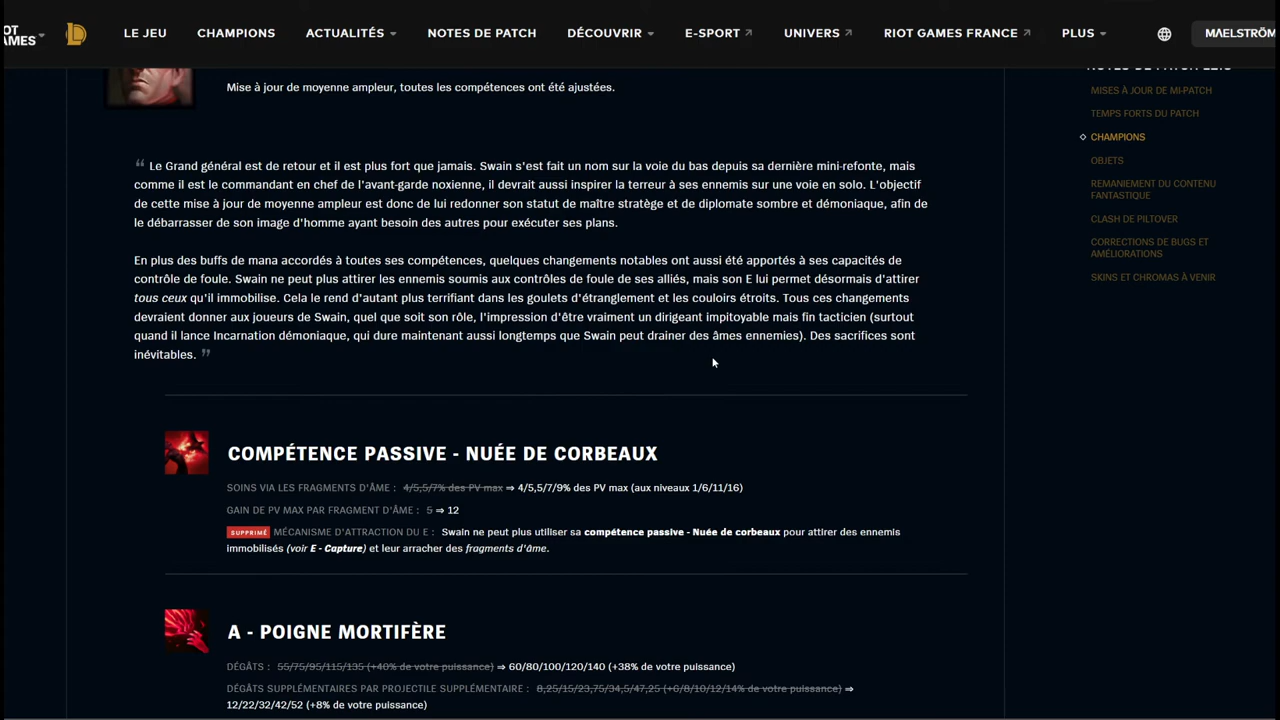 LE JEU CHAMPIONS ACTUALITÉS NOTES DE PATCH DÉCOUVRIR E-SPORT UNIVERS RIOT GAMES FRANCE PLUS MAELSTRÖM
Mise à jour de moyenne ampleur, toutes les compétences ont été ajustées.
“ Le Grand général est de retour et il est plus fort que jamais. Swain s'est fait un nom sur la voie du bas depuis sa dernière mini-refonte, mais
comme il est le commandant en chef de l'avant-garde noxienne, il devrait aussi inspirer la terreur à ses ennemis sur une voie en solo. L'objectif
de cette mise à jour de moyenne ampleur est donc de lui redonner son statut de maître stratège et de diplomate sombre et démoniaque, afin de
le débarrasser de son image d'homme ayant besoin des autres pour exécuter ses plans.
En plus des buffs de mana accordés à toutes ses compétences, quelques changements notables ont aussi été apportés à ses capacités de
contrôle de foule. Swain ne peut plus attirer les ennemis soumis aux contrôles de foule de ses alliés, mais son E lui permet désormais d'attirer
tous ceux qu'il immobilise. Cela le rend d'autant plus terrifiant dans les goulets d'étranglement et les couloirs étroits. Tous ces changements
devraient donner aux joueurs de Swain, quel que soit son rôle, l'impression d'être vraiment un dirigeant impitoyable mais fin tacticien (surtout
quand il lance Incarnation démoniaque, qui dure maintenant aussi longtemps que Swain peut drainer des âmes ennemies). Des sacrifices sont
inévitables. ”
COMPÉTENCE PASSIVE - NUÉE DE CORBEAUX
SOINS VIA LES FRAGMENTS D'ÂME : 4/5,5/7% des PV max ⇒ 4/5,5/7/9% des PV max (aux niveaux 1/6/11/16)
GAIN DE PV MAX PAR FRAGMENT D'ÂME : 5 ⇒ 12
SUPPRIMÉ MÉCANISME D'ATTRACTION DU E : Swain ne peut plus utiliser sa compétence passive - Nuée de corbeaux pour attirer des ennemis
immobilisés (voir E - Capture) et leur arracher des fragments d'âme.
A - POIGNE MORTIFÈRE
DÉGÂTS : 55/75/95/115/135 (+40% de votre puissance) ⇒ 60/80/100/120/140 (+38% de votre puissance)
DÉGÂTS SUPPLÉMENTAIRES PAR PROJECTILE SUPPLÉMENTAIRE : 8,25/15/23,75/34,5/47,25 (+6/8/10/12/14% de votre puissance) ⇒
12/22/32/42/52 (+8% de votre puissance)
MISES À JOUR DE MI-PATCH
TEMPS FORTS DU PATCH
CHAMPIONS
OBJETS
REMANIEMENT DU CONTENU
FANTASTIQUE
CLASH DE PILTOVER
CORRECTIONS DE BUGS ET
AMÉLIORATIONS
SKINS ET CHROMAS À VENIR